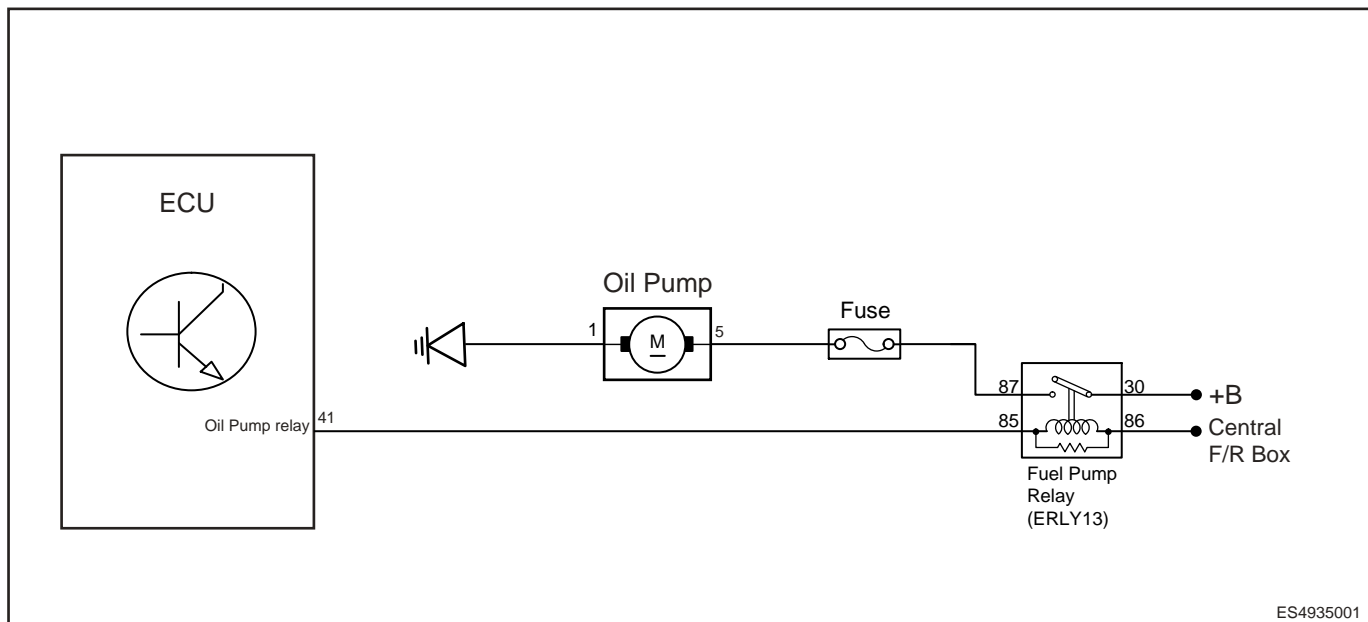 ECU
Oil Pump relay
41
Oil Pump
1
M
5
Fuse
87
30
+B
85
86
Central
F/R Box
Fuel Pump
Relay
(ERLY13)
ES4935001